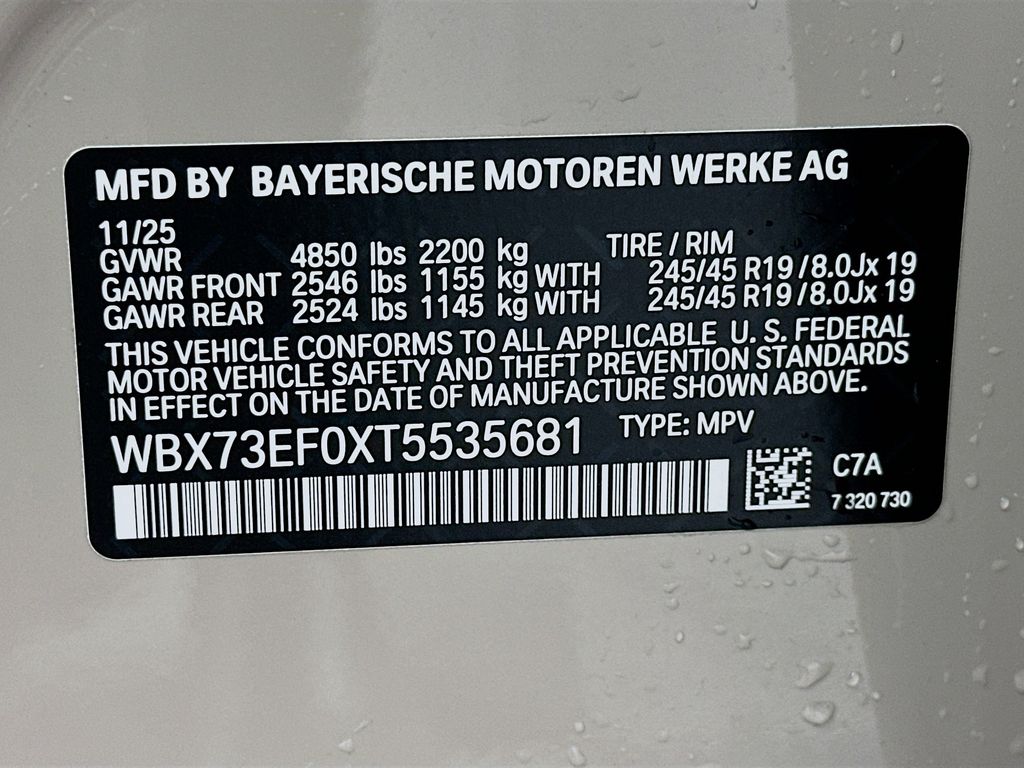 MFD BY BAYERISCHE MOTOREN WERKE AG
11/25
GVWR 4850 lbs 2200 kg TIRE / RIM
GAWR FRONT 2546 lbs 1155 kg WITH 245/45 R19 / 8.0Jx 19
GAWR REAR 2524 lbs 1145 kg WITH 245/45 R19 / 8.0Jx 19
THIS VEHICLE CONFORMS TO ALL APPLICABLE U. S. FEDERAL
MOTOR VEHICLE SAFETY AND THEFT PREVENTION STANDARDS
IN EFFECT ON THE DATE OF MANUFACTURE SHOWN ABOVE.
WBX73EF0XT5535681 TYPE: MPV
C7A
7 320 730